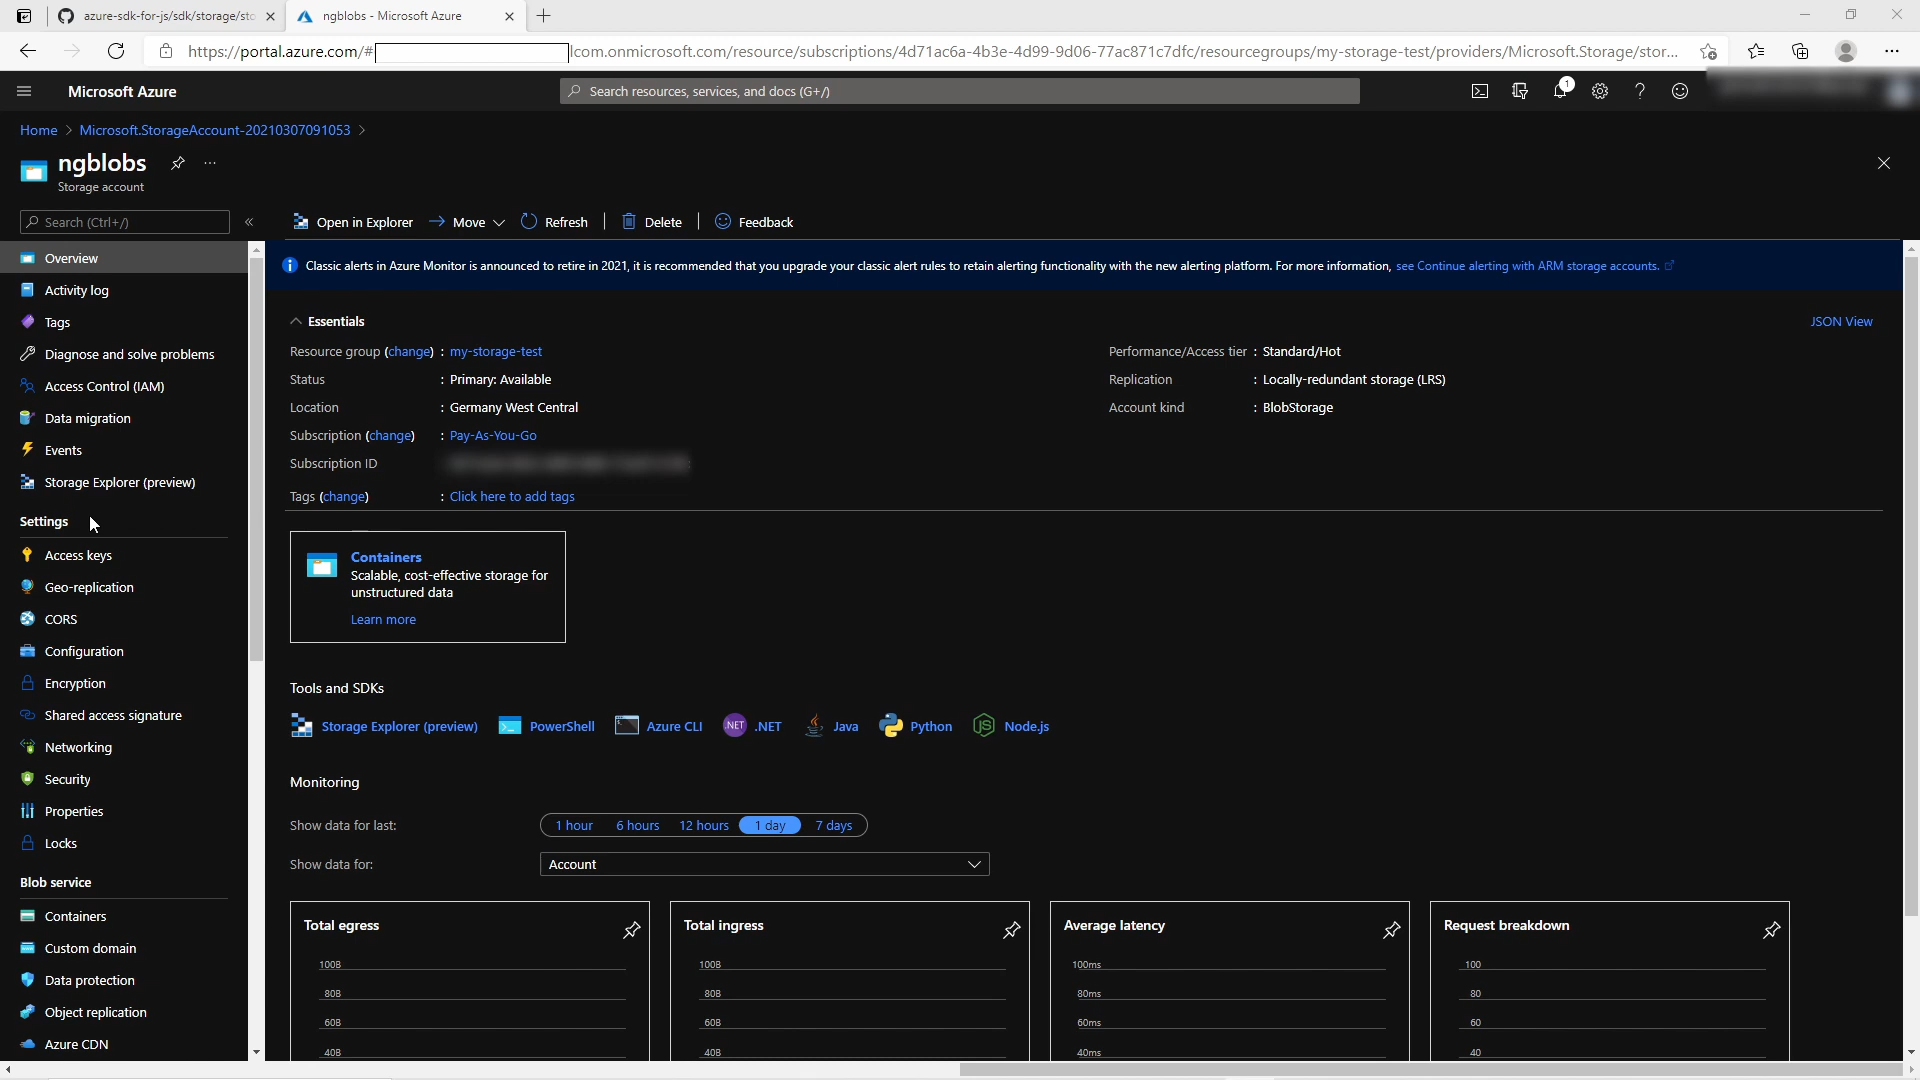 azure-sdk-for-js/sdk/storage/sto
ngblobs - Microsoft Azure
https://portal.azure.com/# lcom.onmicrosoft.com/resource/subscriptions/4d71ac6a-4b3e-4d99-9d06-77ac871c7dfc/resourcegroups/my-storage-test/providers/Microsoft.Storage/stor...
Microsoft Azure
Search resources, services, and docs (G+/)
1
Home > Microsoft.StorageAccount-20210307091053 >
ngblobs
Storage account
Search (Ctrl+/)
Open in Explorer
Move
Refresh
Delete
Feedback
Overview
Activity log
Tags
Diagnose and solve problems
Access Control (IAM)
Data migration
Events
Storage Explorer (preview)
Settings
Access keys
Geo-replication
CORS
Configuration
Encryption
Shared access signature
Networking
Security
Properties
Locks
Blob service
Containers
Custom domain
Data protection
Object replication
Azure CDN
Classic alerts in Azure Monitor is announced to retire in 2021, it is recommended that you upgrade your classic alert rules to retain alerting functionality with the new alerting platform. For more information, see Continue alerting with ARM storage accounts.
Essentials
JSON View
Resource group (change) : my-storage-test
Status : Primary: Available
Location : Germany West Central
Subscription (change) : Pay-As-You-Go
Subscription ID
Tags (change) : Click here to add tags
Performance/Access tier : Standard/Hot
Replication : Locally-redundant storage (LRS)
Account kind : BlobStorage
Containers
Scalable, cost-effective storage for
unstructured data
Learn more
Tools and SDKs
Storage Explorer (preview)
PowerShell
Azure CLI
NET .NET
Java
Python
JS Node.js
Monitoring
Show data for last:
1 hour 6 hours 12 hours 1 day 7 days
Show data for:
Account
Total egress
100B
80B
60B
40B
Total ingress
100B
80B
60B
40B
Average latency
100ms
80ms
60ms
40ms
Request breakdown
100
80
60
40